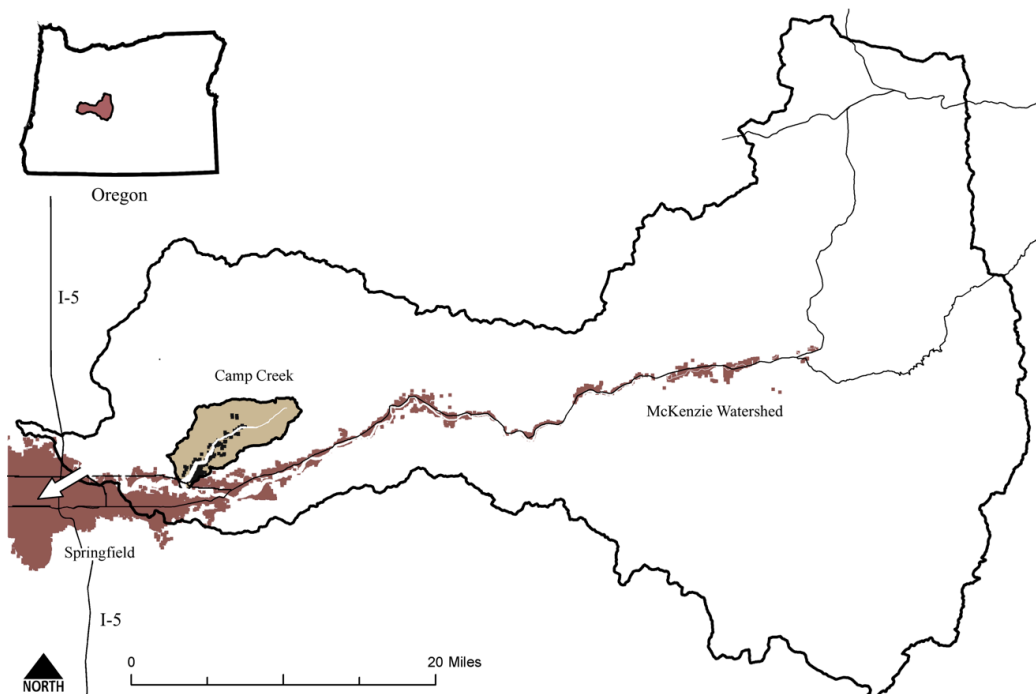 Oregon
I-5
Camp Creek
McKenzie Watershed
Springfield
I-5
NORTH
0
20 Miles